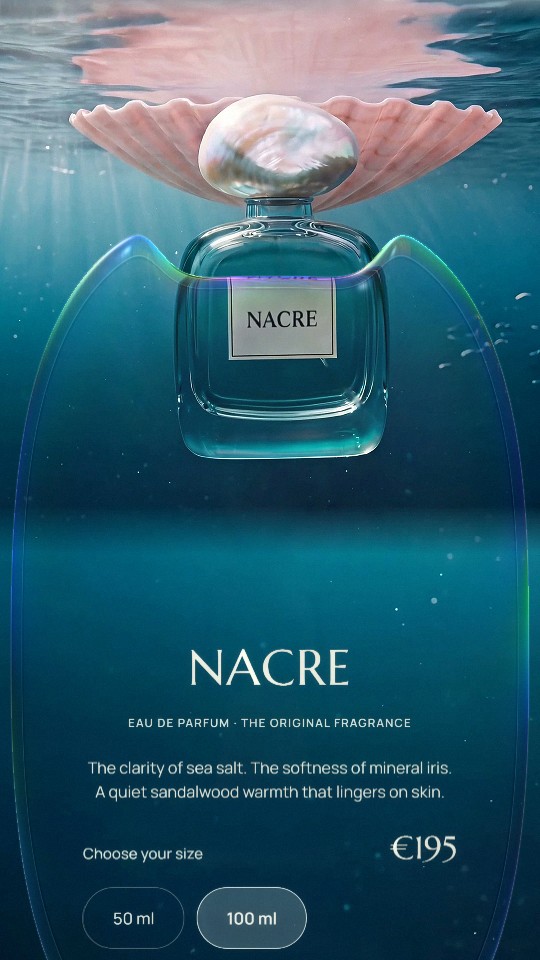 NACRE
NACRE
EAU DE PARFUM · THE ORIGINAL FRAGRANCE
The clarity of sea salt. The softness of mineral iris.
A quiet sandalwood warmth that lingers on skin.
Choose your size
€195
50 ml
100 ml